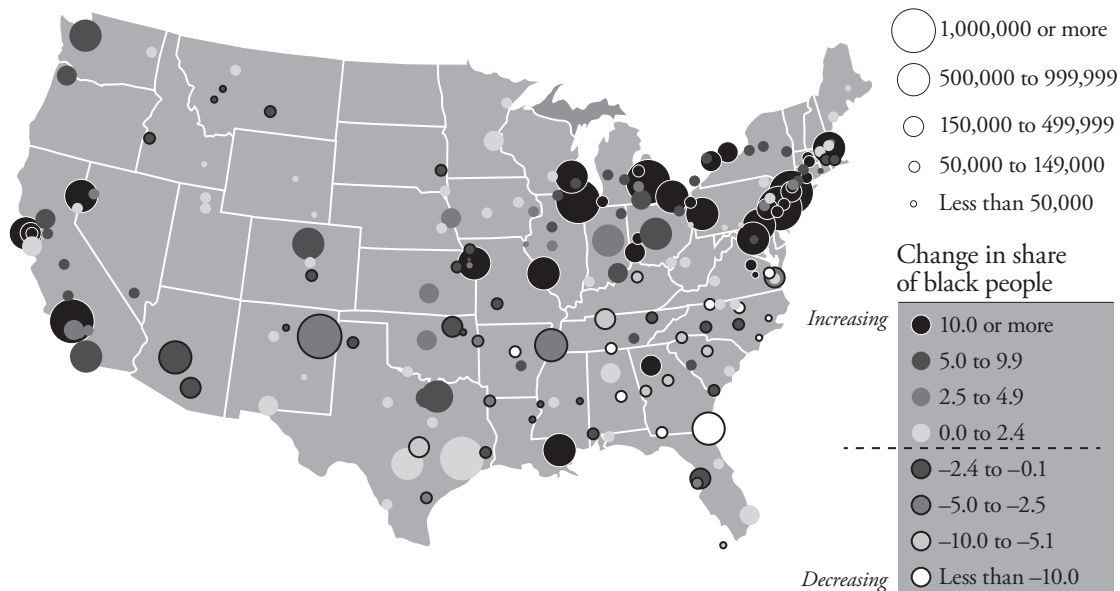 1,000,000 or more
500,000 to 999,999
150,000 to 499,999
50,000 to 149,000
Less than 50,000
Change in share
of black people
Increasing
10.0 or more
5.0 to 9.9
2.5 to 4.9
0.0 to 2.4
–2.4 to –0.1
–5.0 to –2.5
–10.0 to –5.1
Decreasing
Less than –10.0